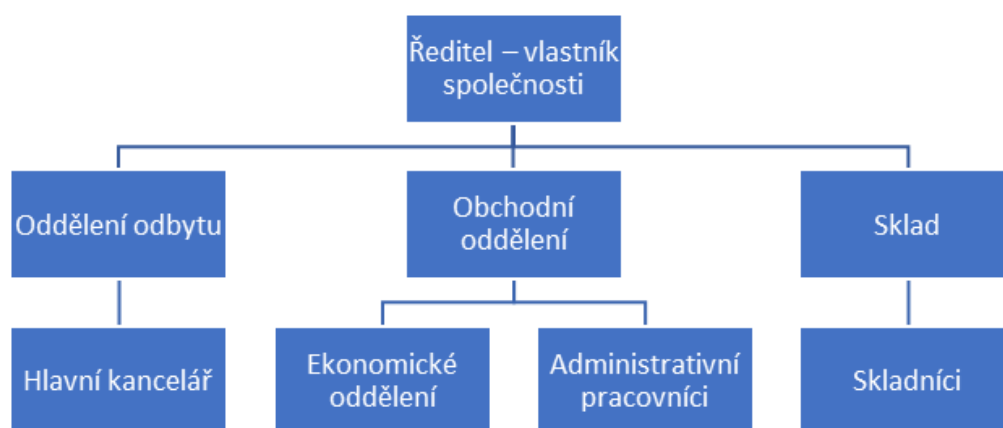 Ředitel – vlastník
společnosti
Oddělení odbytu
Obchodní
oddělení
Sklad
Hlavní kancelář
Ekonomické
oddělení
Administrativní
pracovníci
Skladníci